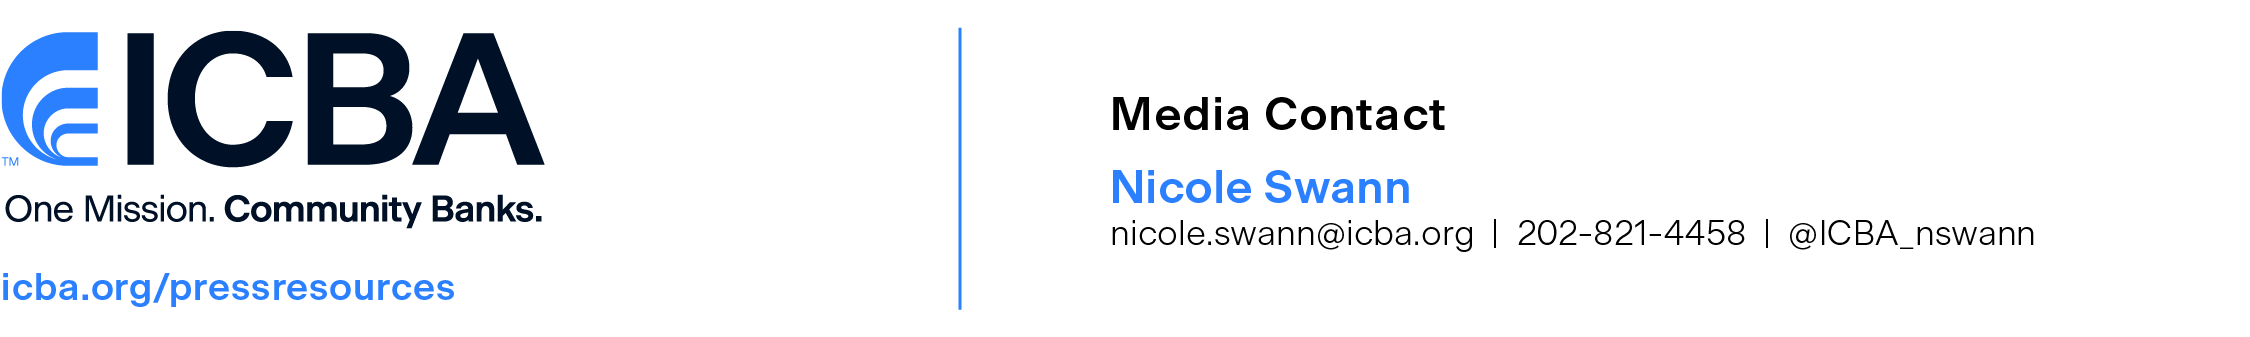 ICBA
TM
One Mission. Community Banks.
icba.org/pressresources
Media Contact
Nicole Swann
nicole.swann@icba.org | 202-821-4458 | @ICBA_nswann